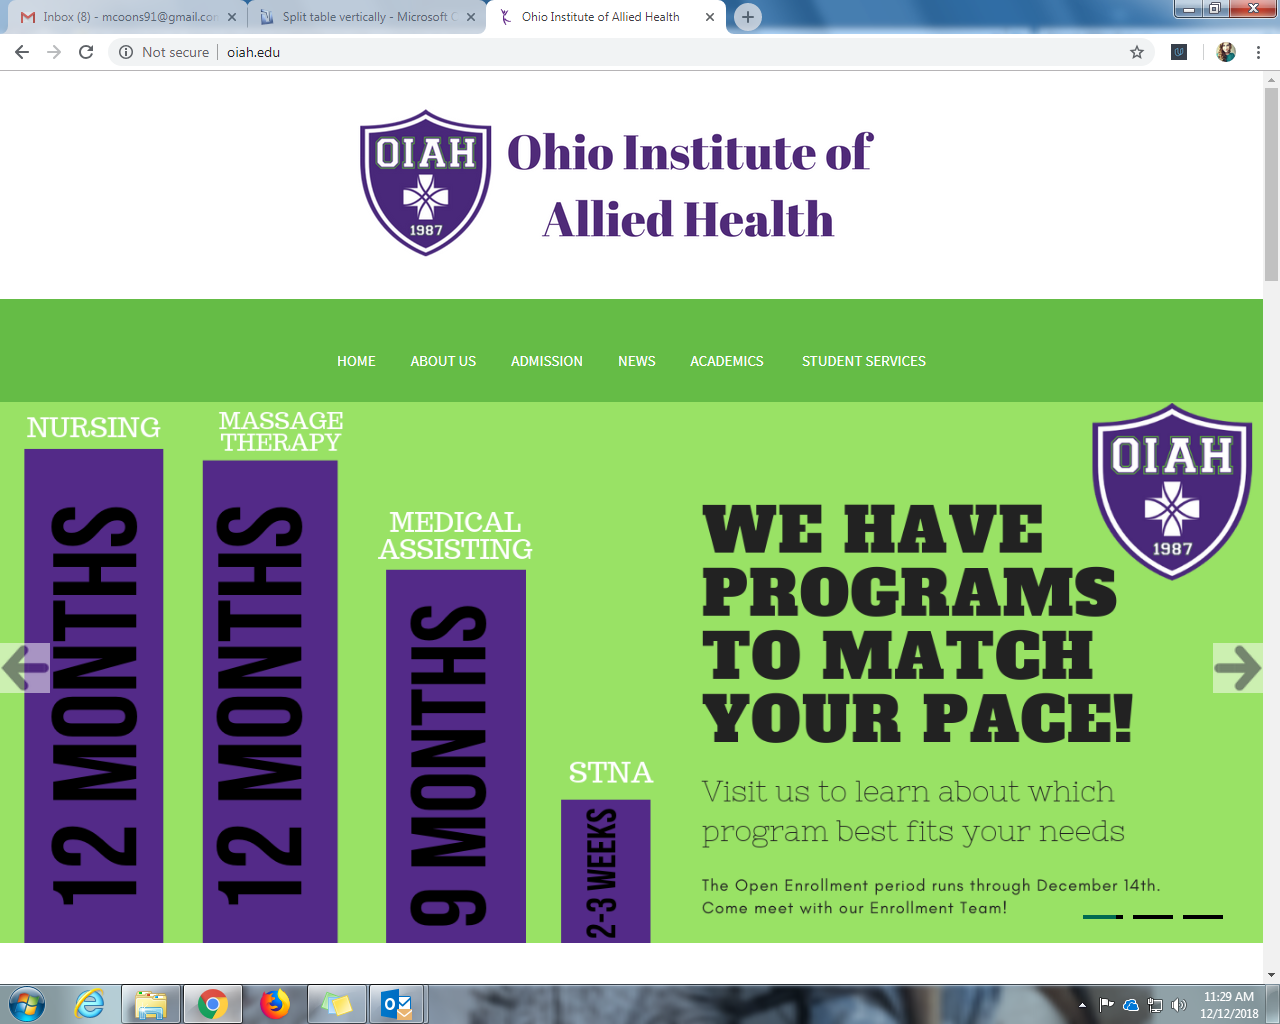 Inbox (8) - mcoons91@gmail.con
Split table vertically - Microsoft C
Ohio Institute of Allied Health
Not secure
oiah.edu
OIAH
1987
Ohio Institute of
Allied Health
HOME
ABOUT US
ADMISSION
NEWS
ACADEMICS
STUDENT SERVICES
NURSING
12 MONTHS
MASSAGE
THERAPY
12 MONTHS
MEDICAL
ASSISTING
9 MONTHS
STNA
2-3 WEEKS
OIAH
1987
WE HAVE
PROGRAMS
TO MATCH
YOUR PACE!
Visit us to learn about which
program best fits your needs
The Open Enrollment period runs through December 14th.
Come meet with our Enrollment Team!
11:29 AM
12/12/2018